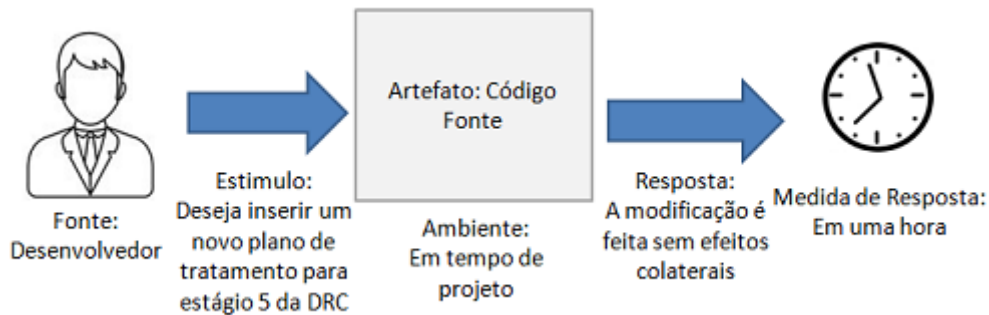 Fonte:
Desenvolvedor
Estimulo:
Deseja inserir um
novo plano de
tratamento para
estágio 5 da DRC
Artefato: Código
Fonte
Ambiente:
Em tempo de
projeto
Resposta:
A modificação é
feita sem efeitos
colaterais
Medida de Resposta:
Em uma hora